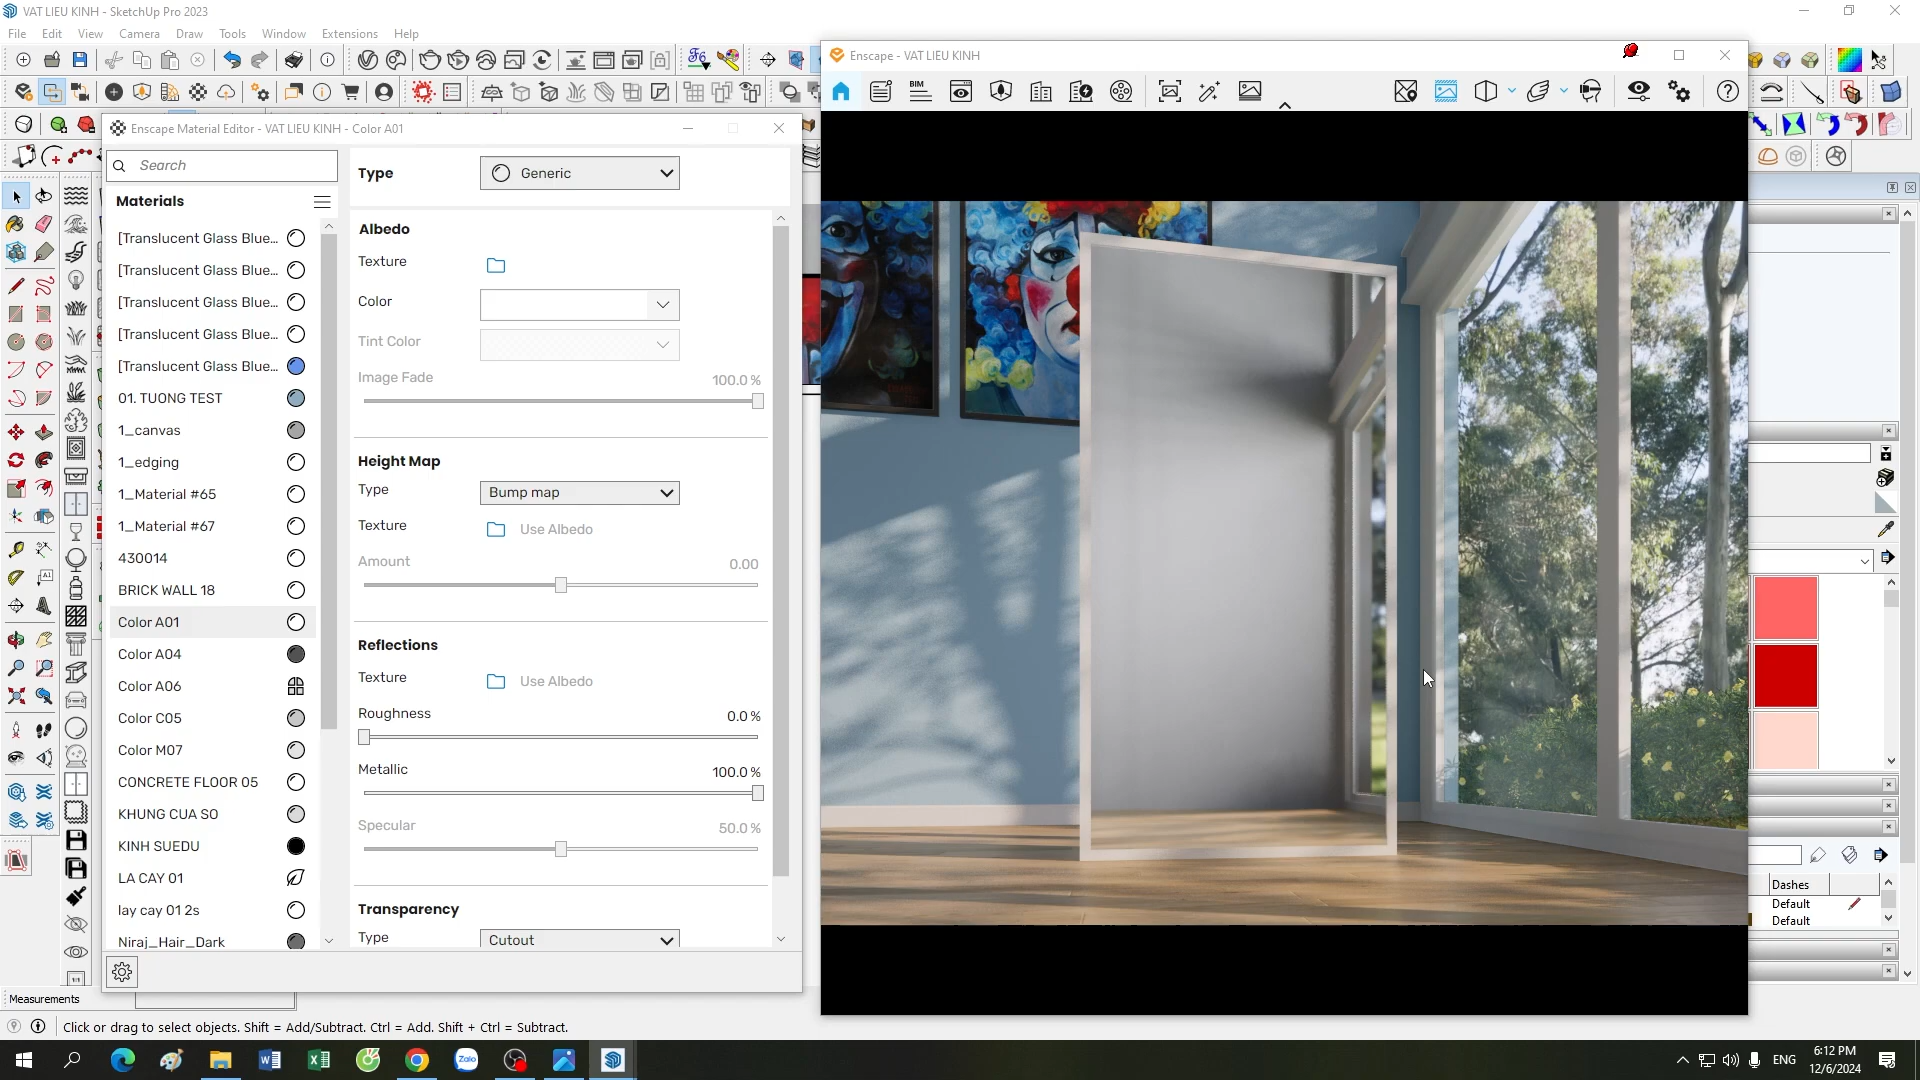 VAT LIEU KINH - SketchUp Pro 2023
File Edit View Camera Draw Tools Window Extensions Help
Enscape - VAT LIEU KINH
BIM
Enscape Material Editor - VAT LIEU KINH - Color A01
Search
Materials
[Translucent Glass Blue...
[Translucent Glass Blue...
[Translucent Glass Blue...
[Translucent Glass Blue...
[Translucent Glass Blue...
01. TUONG TEST
1_canvas
1_edging
1_Material #65
1_Material #67
430014
BRICK WALL 18
Color A01
Color A04
Color A06
Color C05
Color M07
CONCRETE FLOOR 05
KHUNG CUA SO
KINH SUEDU
LA CAY 01
lay cay 01 2s
Niraj_Hair_Dark
Type Generic
Albedo
Texture
Color
Tint Color
Image Fade 100.0 %
Height Map
Type Bump map
Texture Use Albedo
Amount 0.00
Reflections
Texture Use Albedo
Roughness 0.0 %
Metallic 100.0 %
Specular 50.0 %
Transparency
Type Cutout
Dashes
Default
Default
Measurements
Click or drag to select objects. Shift = Add/Subtract. Ctrl = Add. Shift + Ctrl = Subtract.
Zalo
ENG
6:12 PM
12/6/2024